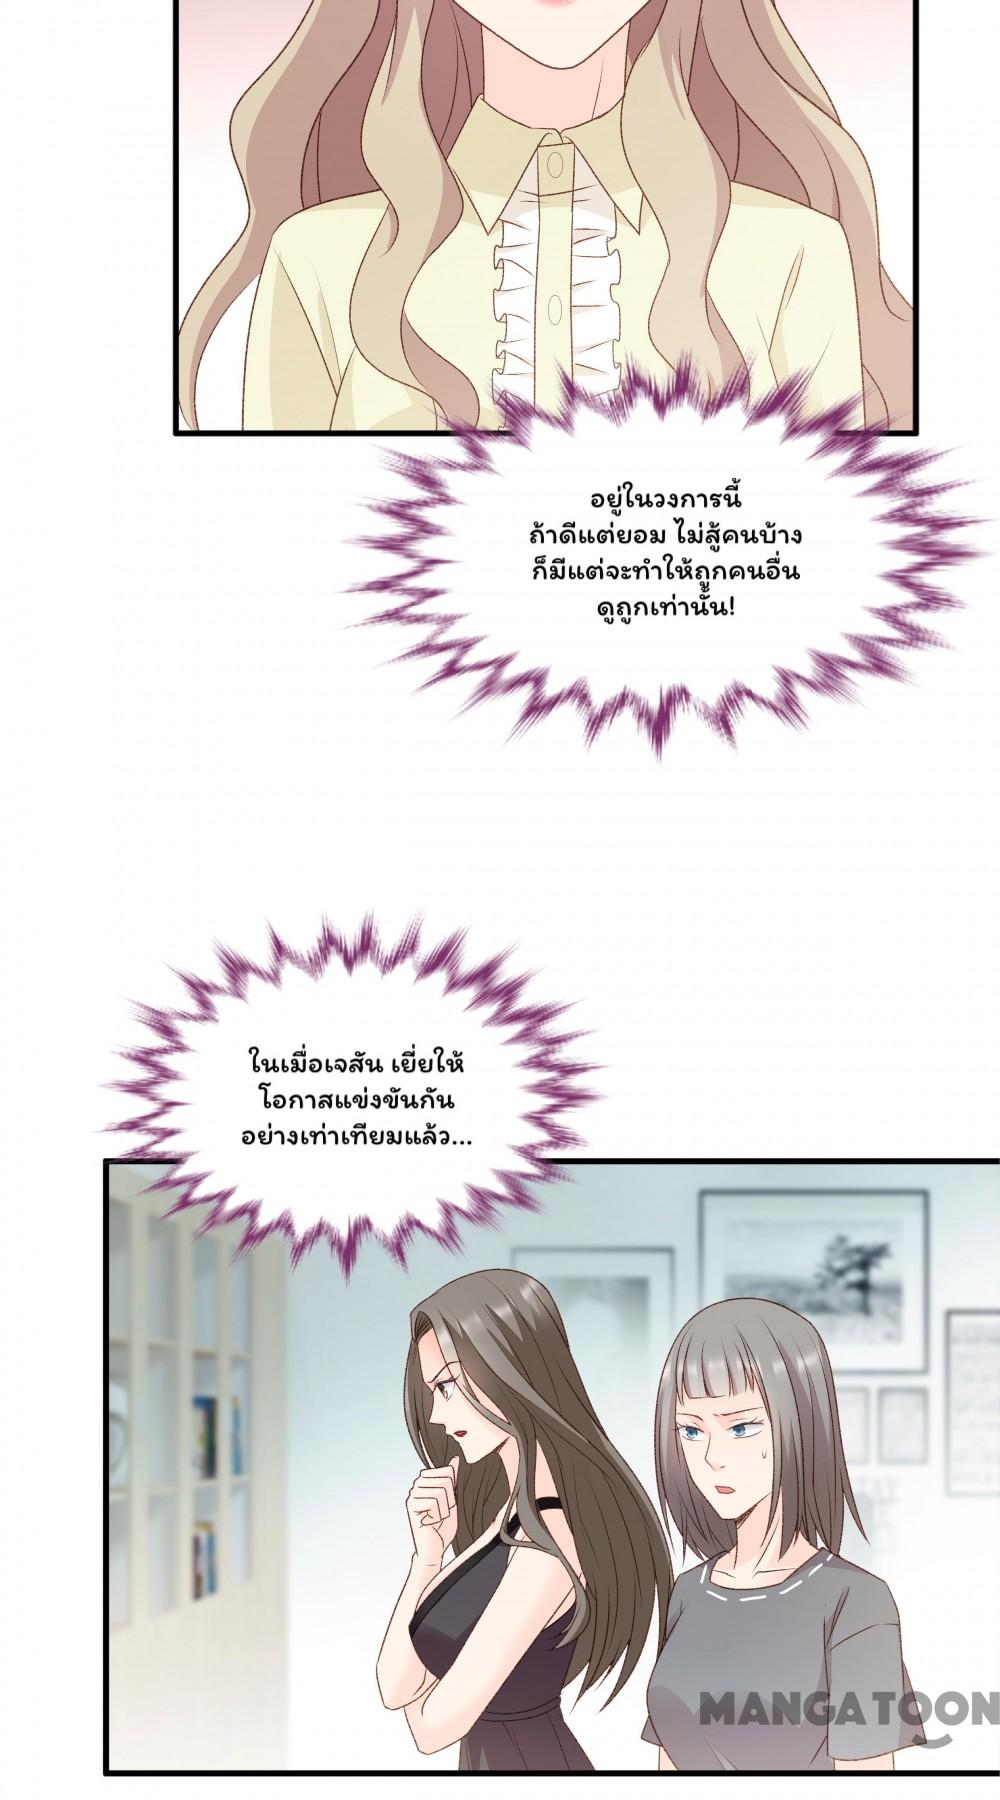 อยู่ในวงการนี้
ถ้าดีแต่ยอม ไม่สู้คนบ้าง
ก็มีแต่จะทำให้ถูกคนอื่น
ดูถูกเท่านั้น!
ในเมื่อเจสัน เยี่ยให้
โอกาสแข่งขันกัน
อย่างเท่าเทียมแล้ว...
MANGATOON